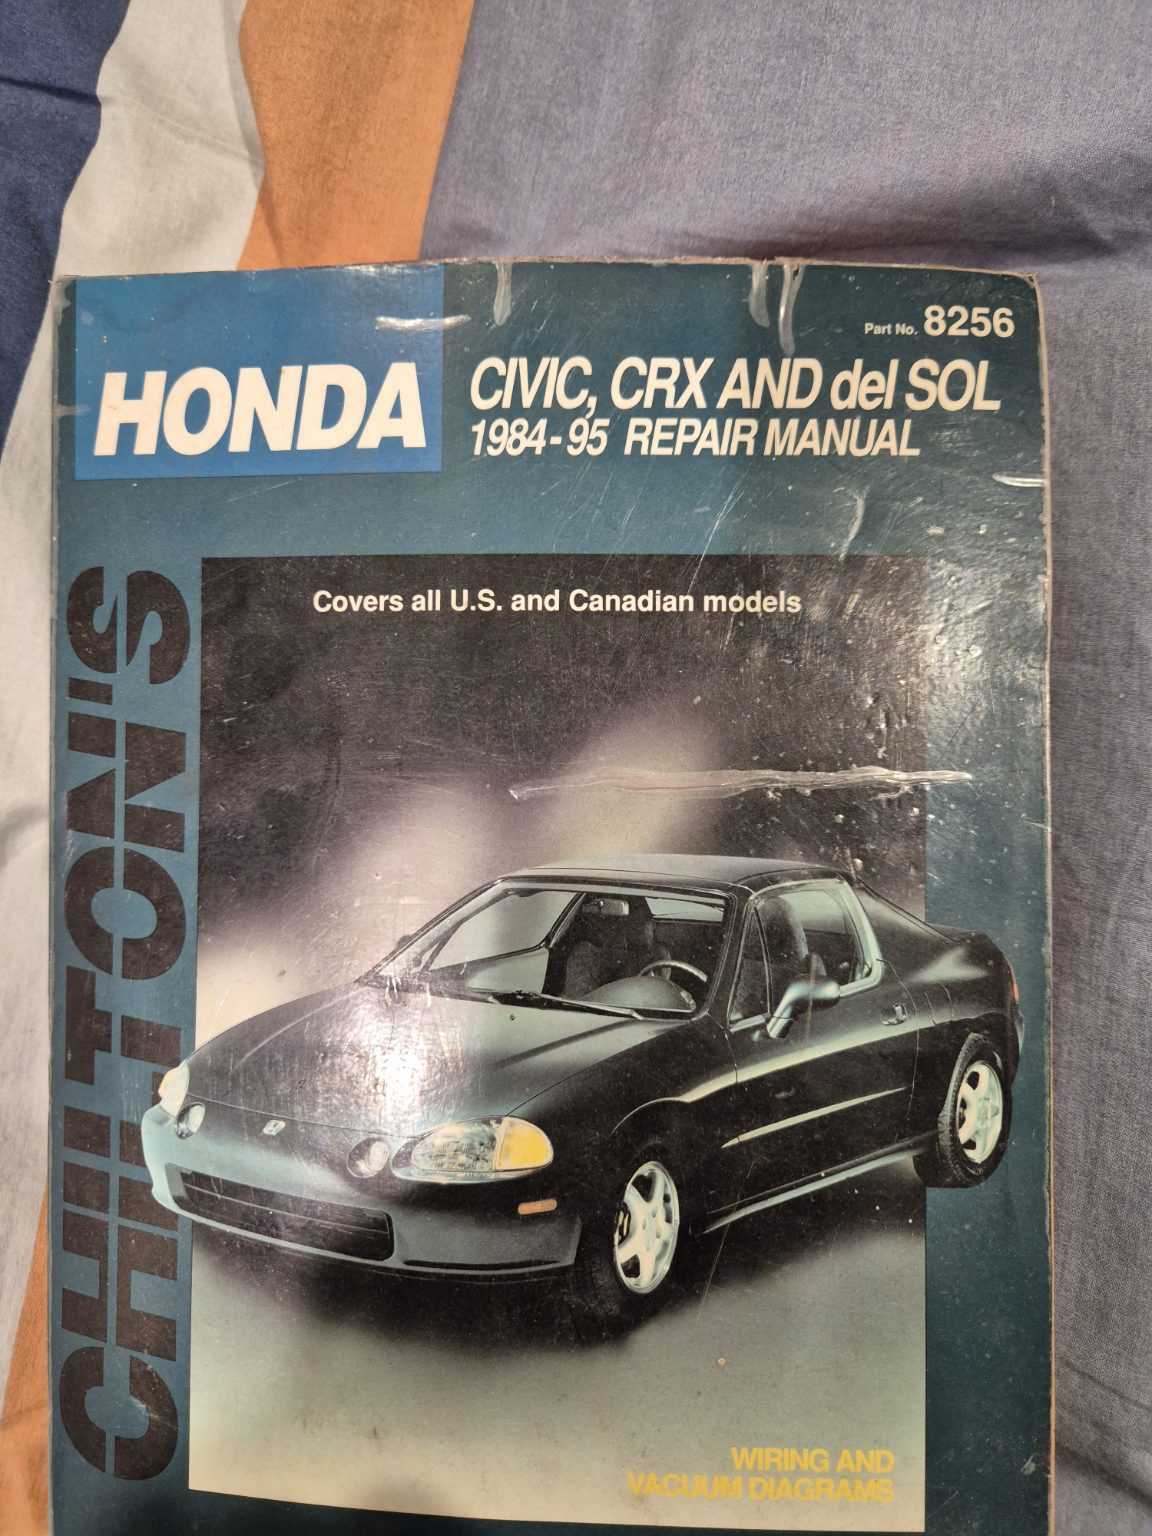 Part No. 8256
HONDA
CIVIC, CRX AND del SOL
1984-95 REPAIR MANUAL
CHILTON'S
Covers all U.S. and Canadian models
WIRING AND
VACUUM DIAGRAMS